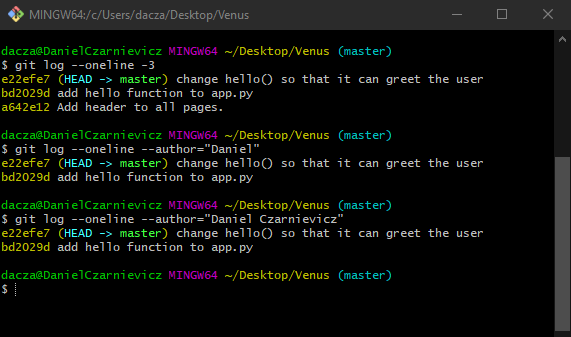 MINGW64:/c/Users/dacza/Desktop/Venus
dacza@DanielCzarnievicz MINGW64 ~/Desktop/Venus (master)
$ git log --oneline -3
e22efe7 (HEAD -> master) change hello() so that it can greet the user
bd2029d add hello function to app.py
a642e12 Add header to all pages.
dacza@DanielCzarnievicz MINGW64 ~/Desktop/Venus (master)
$ git log --oneline --author="Daniel"
e22efe7 (HEAD -> master) change hello() so that it can greet the user
bd2029d add hello function to app.py
dacza@DanielCzarnievicz MINGW64 ~/Desktop/Venus (master)
$ git log --oneline --author="Daniel Czarnievicz"
e22efe7 (HEAD -> master) change hello() so that it can greet the user
bd2029d add hello function to app.py
dacza@DanielCzarnievicz MINGW64 ~/Desktop/Venus (master)
$